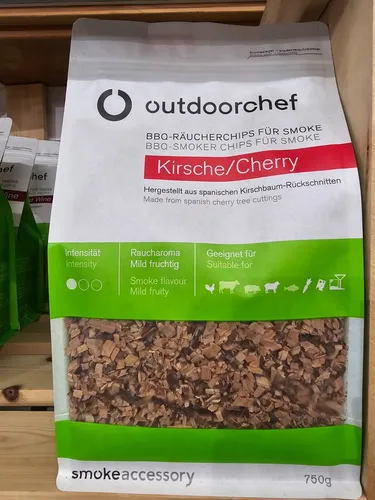 outdoorchef
BBQ-RÄUCHERCHIPS FÜR SMOKE
BBQ-SMOKER CHIPS FÜR SMOKE
Kirsche/Cherry
Hergestellt aus spanischen Kirschbaum-Rückschnitten
Made from spanish cherry tree cuttings
Intensität
Intensity
Raucharoma
Mild fruchtig
Smoke flavour
Mild fruity
Geeignet für
Suitable for
smokeaccessory
750g
chef
Wine